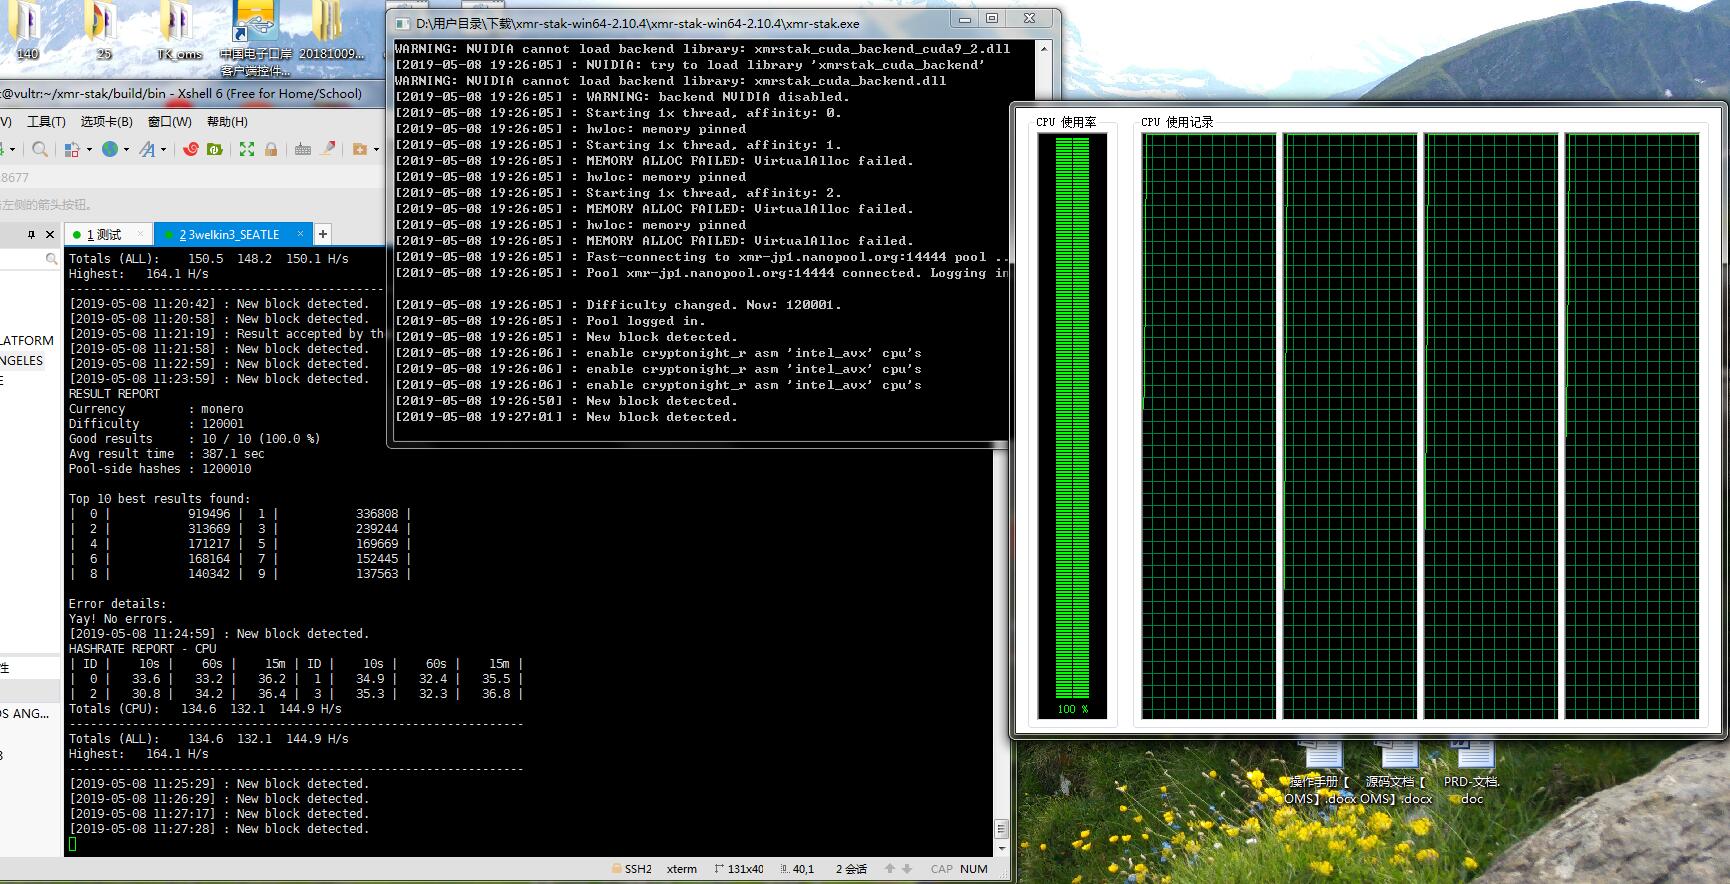 140
25
TK_oms
中国电子口岸
客户端控件...
20181009...
D:\用户目录\下载\xmr-stak-win64-2.10.4\xmr-stak-win64-2.10.4\xmr-stak.exe
WARNING: NVIDIA cannot load backend library: xmrstak_cuda_backend_cuda9_2.dll
[2019-05-08 19:26:05] : NVIDIA: try to load library 'xmrstak_cuda_backend'
WARNING: NVIDIA cannot load backend library: xmrstak_cuda_backend.dll
[2019-05-08 19:26:05] : WARNING: backend NVIDIA disabled.
[2019-05-08 19:26:05] : Starting 1x thread, affinity: 0.
[2019-05-08 19:26:05] : hwloc: memory pinned
[2019-05-08 19:26:05] : Starting 1x thread, affinity: 1.
[2019-05-08 19:26:05] : MEMORY ALLOC FAILED: VirtualAlloc failed.
[2019-05-08 19:26:05] : hwloc: memory pinned
[2019-05-08 19:26:05] : Starting 1x thread, affinity: 2.
[2019-05-08 19:26:05] : MEMORY ALLOC FAILED: VirtualAlloc failed.
[2019-05-08 19:26:05] : hwloc: memory pinned
[2019-05-08 19:26:05] : MEMORY ALLOC FAILED: VirtualAlloc failed.
[2019-05-08 19:26:05] : Fast-connecting to xmr-jp1.nanopool.org:14444 pool ..
[2019-05-08 19:26:05] : Pool xmr-jp1.nanopool.org:14444 connected. Logging in
[2019-05-08 19:26:05] : Difficulty changed. Now: 120001.
[2019-05-08 19:26:05] : Pool logged in.
[2019-05-08 19:26:05] : New block detected.
[2019-05-08 19:26:06] : enable cryptonight_r asm 'intel_avx' cpu's
[2019-05-08 19:26:06] : enable cryptonight_r asm 'intel_avx' cpu's
[2019-05-08 19:26:06] : enable cryptonight_r asm 'intel_avx' cpu's
[2019-05-08 19:26:50] : New block detected.
[2019-05-08 19:27:01] : New block detected.
t@vultr:~/xmr-stak/build/bin - Xshell 6 (Free for Home/School)
V) 工具(T) 选项卡(B) 窗口(W) 帮助(H)
8677
击左侧的箭头按钮。
1 测试
2 3welkin3_SEATLE
LATFORM
NGELES
E
性
OS ANG...
3
Totals (ALL):    150.5  148.2  150.1 H/s
Highest:   164.1 H/s
-----------------------------------------------------------------
[2019-05-08 11:20:42] : New block detected.
[2019-05-08 11:20:58] : New block detected.
[2019-05-08 11:21:19] : Result accepted by th
[2019-05-08 11:21:58] : New block detected.
[2019-05-08 11:22:59] : New block detected.
[2019-05-08 11:23:59] : New block detected.
RESULT REPORT
Currency         : monero
Difficulty       : 120001
Good results     : 10 / 10 (100.0 %)
Avg result time  : 387.1 sec
Pool-side hashes : 1200010
Top 10 best results found:
|  0 |           919496 |  1 |           336808 |
|  2 |           313669 |  3 |           239244 |
|  4 |           171217 |  5 |           169669 |
|  6 |           168164 |  7 |           152445 |
|  8 |           140342 |  9 |           137563 |
Error details:
Yay! No errors.
[2019-05-08 11:24:59] : New block detected.
HASHRATE REPORT - CPU
| ID |    10s |    60s |    15m | ID |    10s |    60s |    15m |
|  0 |   33.6 |   33.2 |   36.2 |  1 |   34.9 |   32.4 |   35.5 |
|  2 |   30.8 |   34.2 |   36.4 |  3 |   35.3 |   32.3 |   36.8 |
Totals (CPU):   134.6  132.1  144.9 H/s
-----------------------------------------------------------------
Totals (ALL):    134.6  132.1  144.9 H/s
Highest:   164.1 H/s
-----------------------------------------------------------------
[2019-05-08 11:25:29] : New block detected.
[2019-05-08 11:26:29] : New block detected.
[2019-05-08 11:27:17] : New block detected.
[2019-05-08 11:27:28] : New block detected.
SSH2 xterm 131x40 40,1 2 会话 CAP NUM
CPU 使用率
CPU 使用记录
100 %
操作手册【
OMS】.docx
源码文档【
OMS】.docx
PRD-文档.
doc